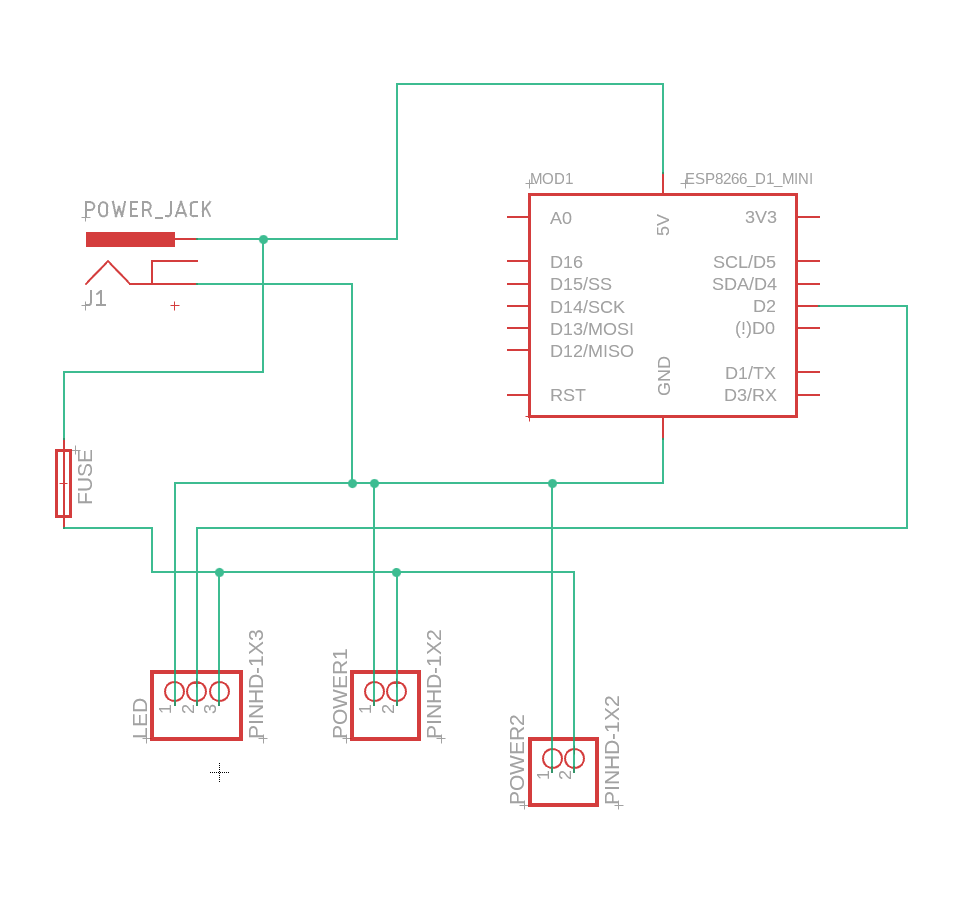 MOD1
ESP8266_D1_MINI
POWER_JACK
J1
5V
A0
3V3
D16
SCL/D5
D15/SS
SDA/D4
D14/SCK
D2
D13/MOSI
(!)D0
D12/MISO
GND
D1/TX
RST
D3/RX
FUSE
LED
1
2
3
PINHD-1X3
POWER1
1
2
PINHD-1X2
POWER2
1
2
PINHD-1X2